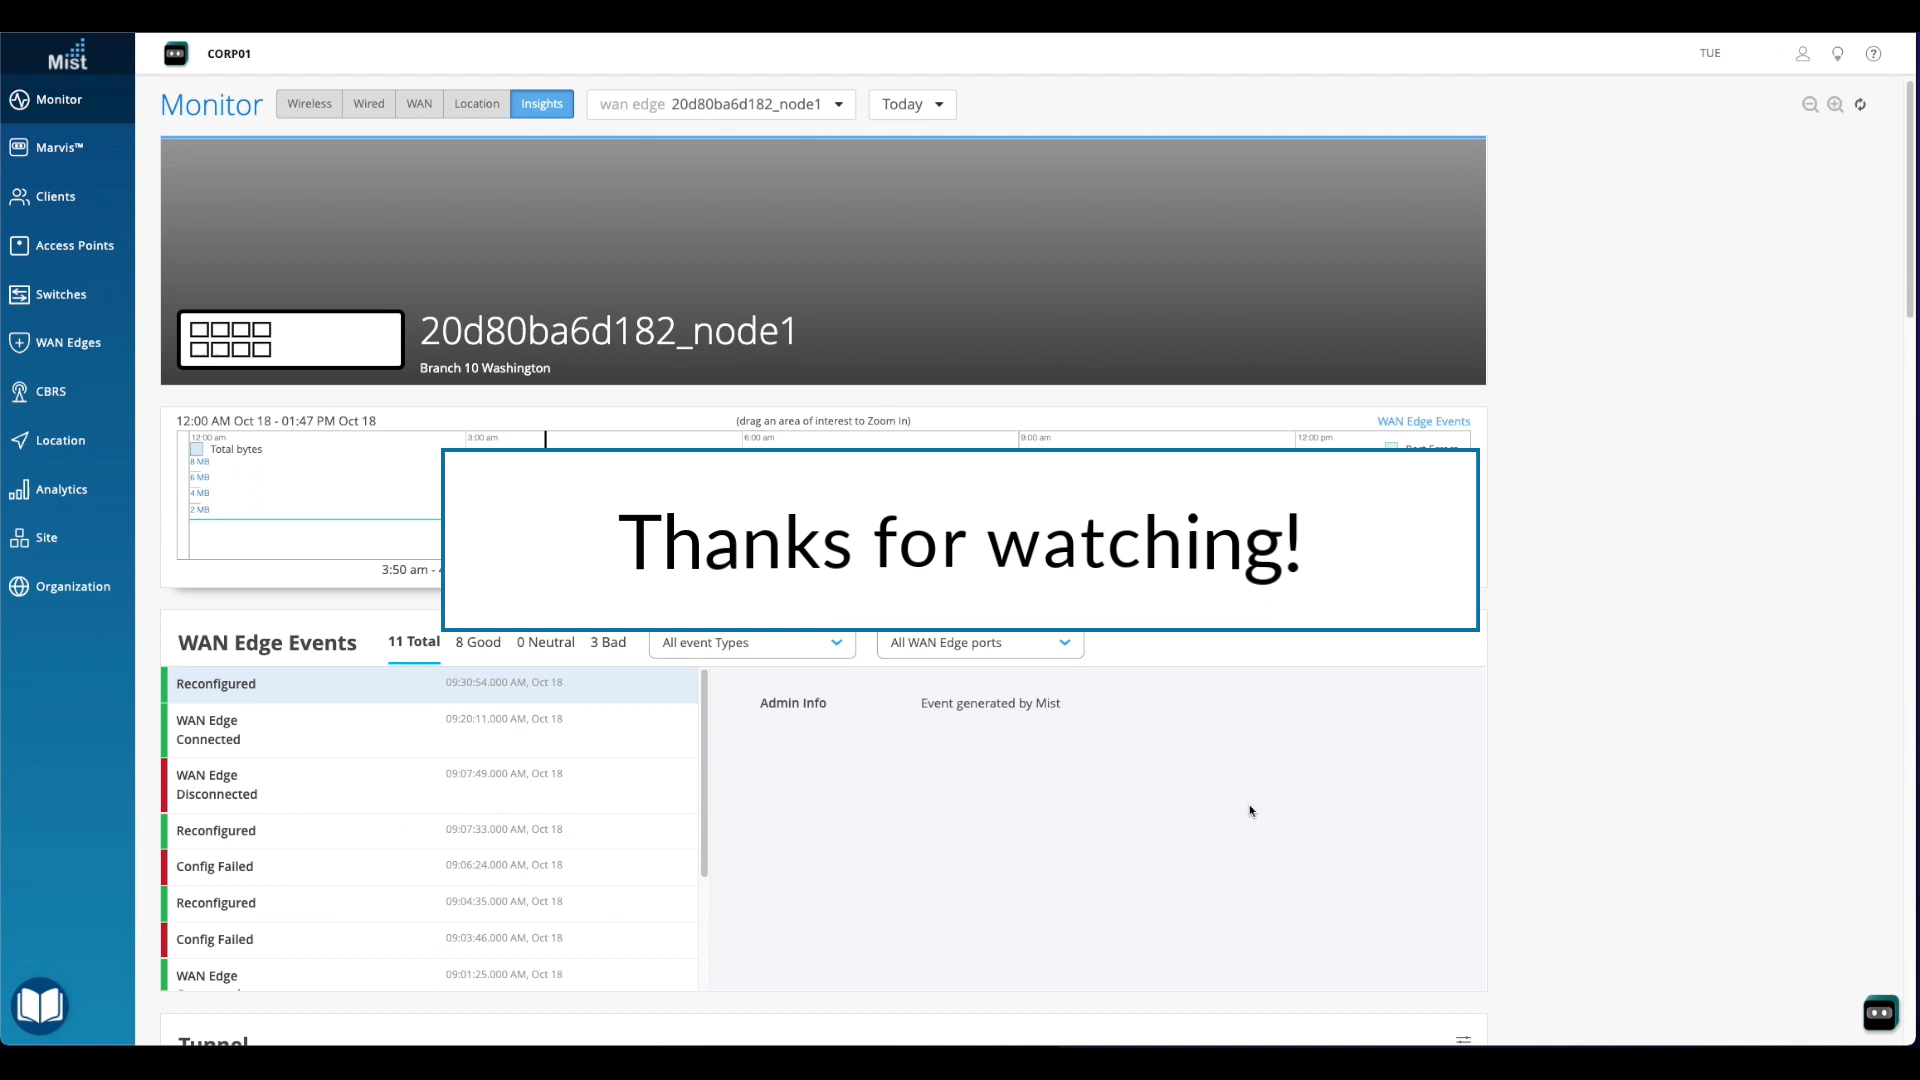 Mist
CORP01
TUE
Monitor
Marvis™
Clients
Access Points
Switches
WAN Edges
CBRS
Location
Analytics
Site
Organization
Monitor
Wireless Wired WAN Location Insights
wan edge 20d80ba6d182_node1
Today
20d80ba6d182_node1
Branch 10 Washington
12:00 AM Oct 18 - 01:47 PM Oct 18
(drag an area of interest to Zoom In)
WAN Edge Events
12:00 am 3:00 am 6:00 am 9:00 am 12:00 pm
Total bytes
8 MB
6 MB
4 MB
2 MB
3:50 am -
Thanks for watching!
WAN Edge Events 11 Total 8 Good 0 Neutral 3 Bad All event Types All WAN Edge ports
Reconfigured 09:30:54.000 AM, Oct 18
WAN Edge 09:20:11.000 AM, Oct 18
Connected
WAN Edge 09:07:49.000 AM, Oct 18
Disconnected
Reconfigured 09:07:33.000 AM, Oct 18
Config Failed 09:06:24.000 AM, Oct 18
Reconfigured 09:04:35.000 AM, Oct 18
Config Failed 09:03:46.000 AM, Oct 18
WAN Edge 09:01:25.000 AM, Oct 18
Admin Info Event generated by Mist
Tunnel